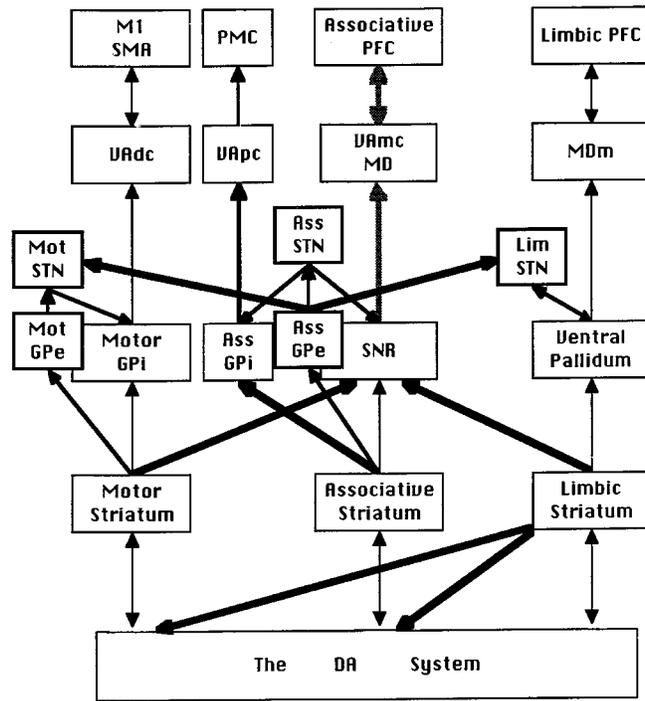 M1
SMA
PMC
Associative
PFC
Limbic PFC
VAdc
VApc
VAmc
MD
MDm
Ass
STN
Mot
STN
Lim
STN
Mot
GPe
Motor
GPi
Ass
GPi
Ass
GPe
SNR
Ventral
Pallidum
Motor
Striatum
Associative
Striatum
Limbic
Striatum
The DA System